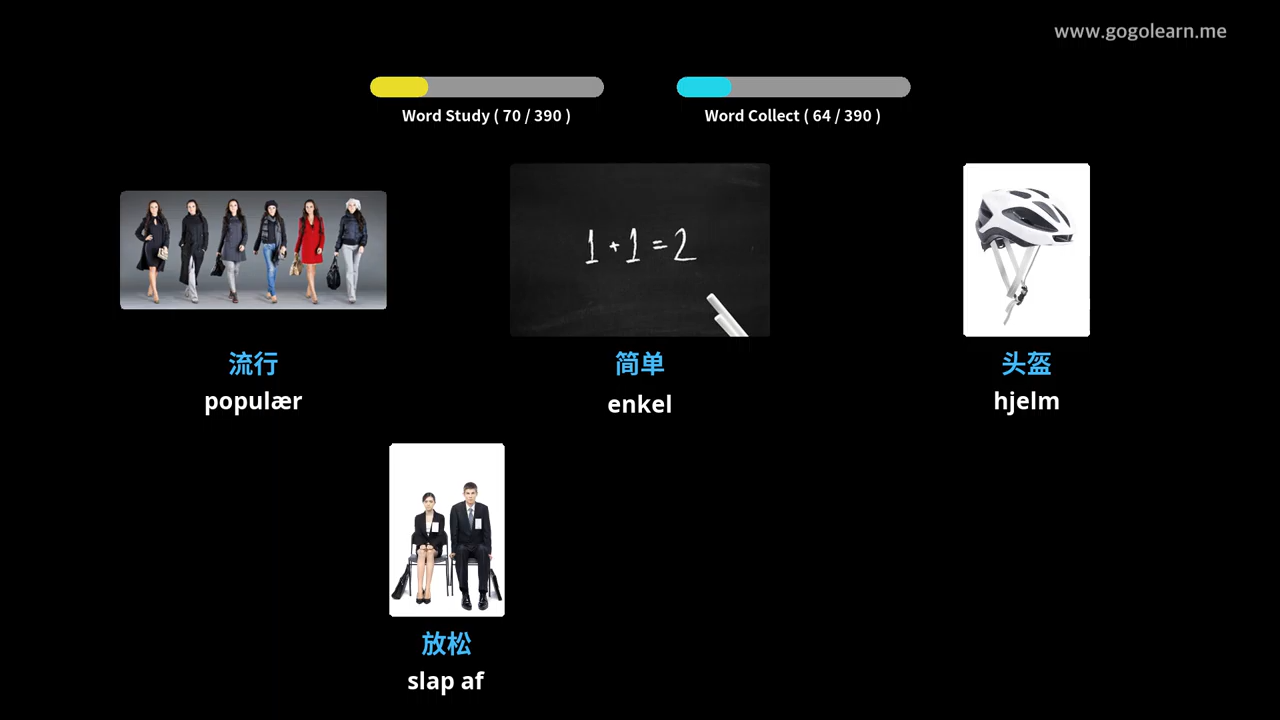 www.gogolearn.me
Word Study ( 70 / 390 )
Word Collect ( 64 / 390 )
1 + 1 = 2
流行
populær
简单
enkel
头盔
hjelm
放松
slap af